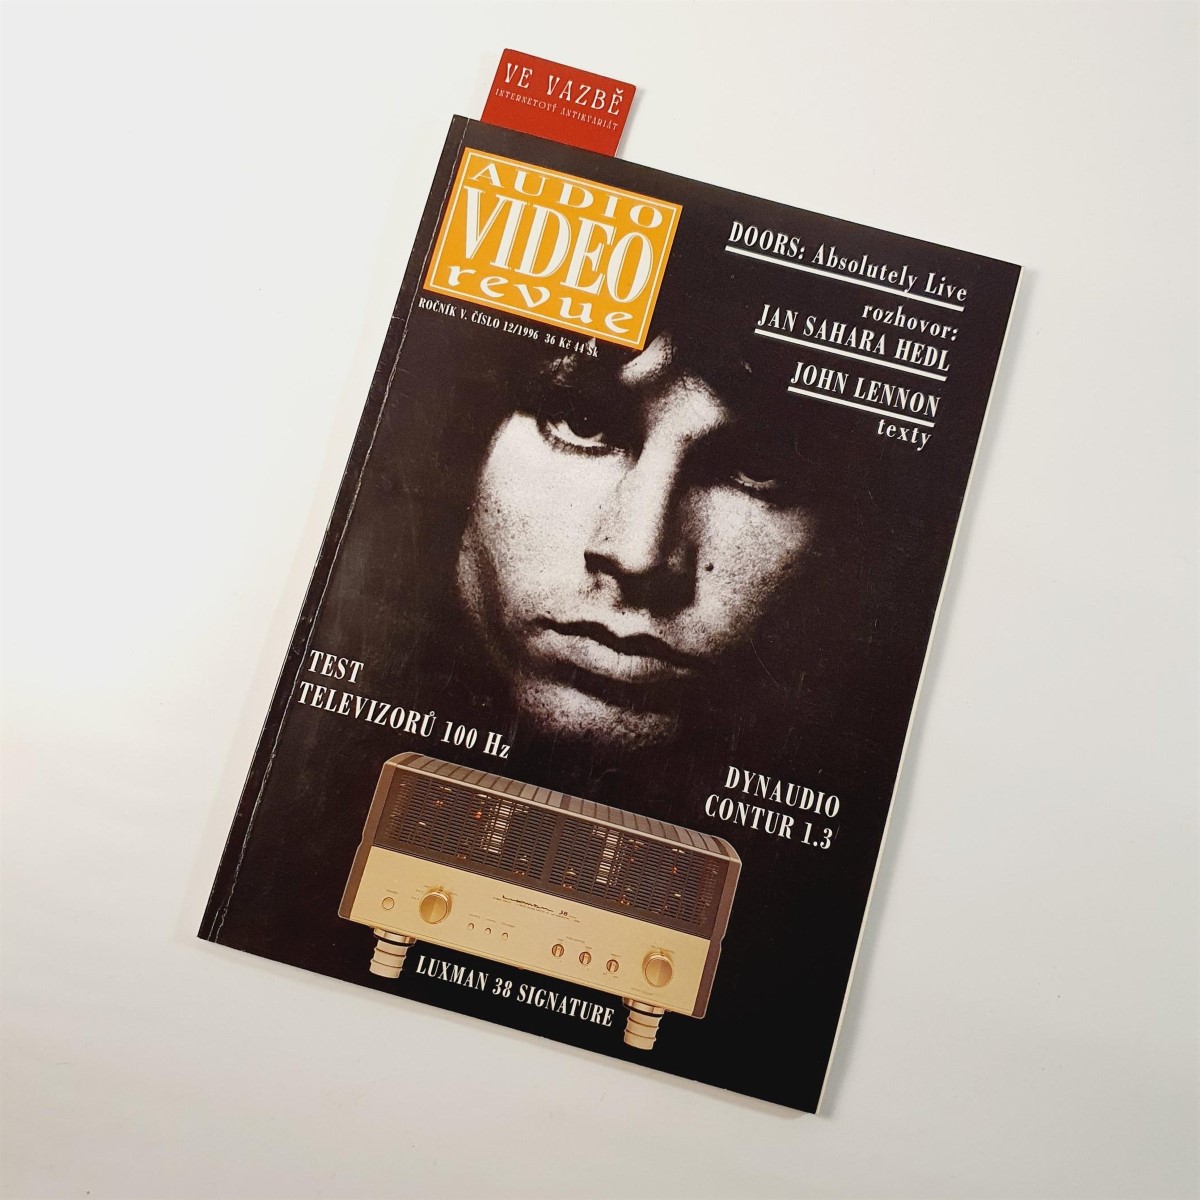 VE VAZBĚ
INTERNETOVÝ ANTIKVARIÁT
AUDIO
VIDEO
revue
ROČNÍK V. ČÍSLO 12/1996 36 Kč 44 Sk
DOORS: Absolutely Live
rozhovor:
JAN SAHARA HEDL
JOHN LENNON
texty
TEST
TELEVIZORŮ 100 Hz
DYNAUDIO
CONTUR 1.3
38
LUXMAN 38 SIGNATURE